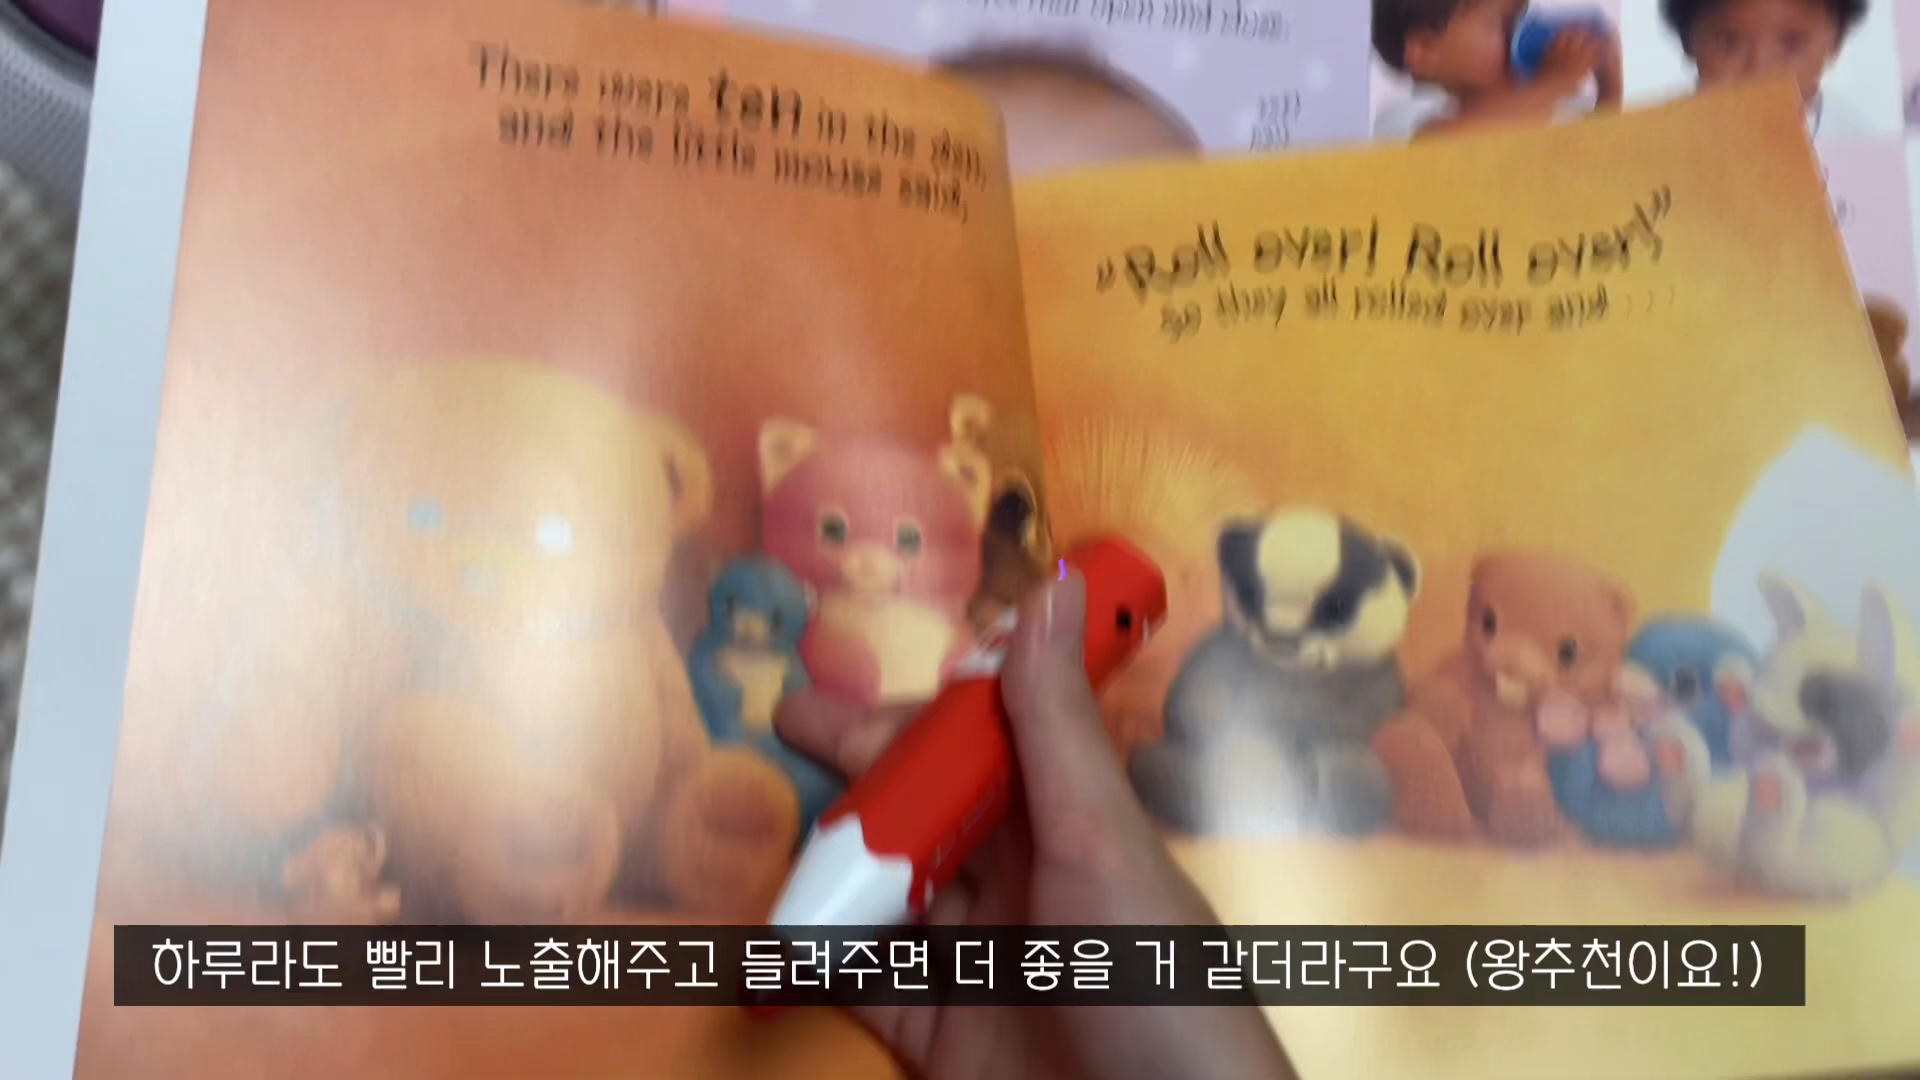 There were ten in the den,
and the little mouse said,
"Roll over! Roll over!"
So they all rolled over and . . .
하루라도 빨리 노출해주고 들려주면 더 좋을 거 같더라구요 (왕추천이요!)